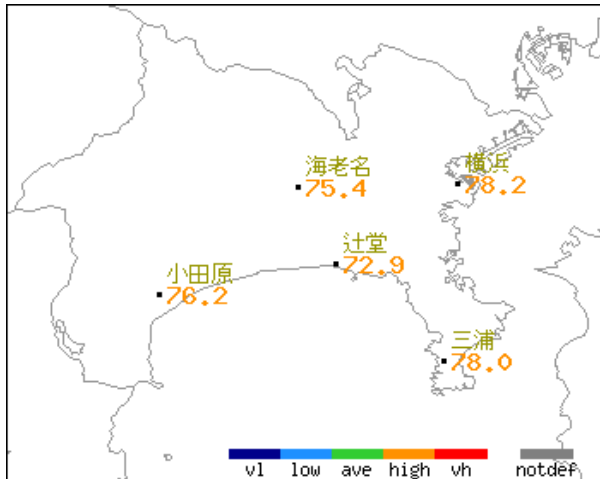 海老名
75.4
横浜
78.2
辻堂
72.9
小田原
76.2
三浦
78.0
vl low ave high vh notdef